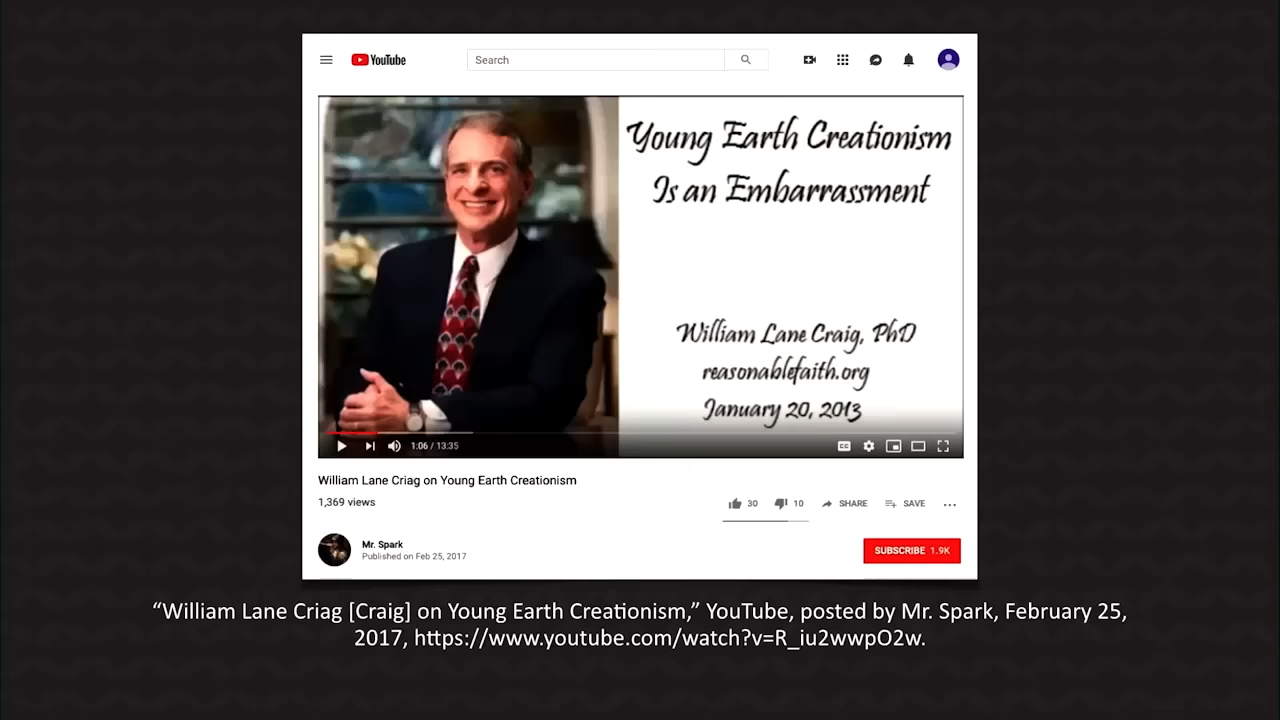 YouTube
Search
Young Earth Creationism
Is an Embarrassment
William Lane Craig, PhD
reasonablefaith.org
January 20, 2013
1:06 / 13:35
CC
William Lane Criag on Young Earth Creationism
1,369 views
30
10
SHARE
SAVE
Mr. Spark
Published on Feb 25, 2017
SUBSCRIBE 1.9K
“William Lane Criag [Craig] on Young Earth Creationism,” YouTube, posted by Mr. Spark, February 25,
2017, https://www.youtube.com/watch?v=R_iu2wwpO2w.